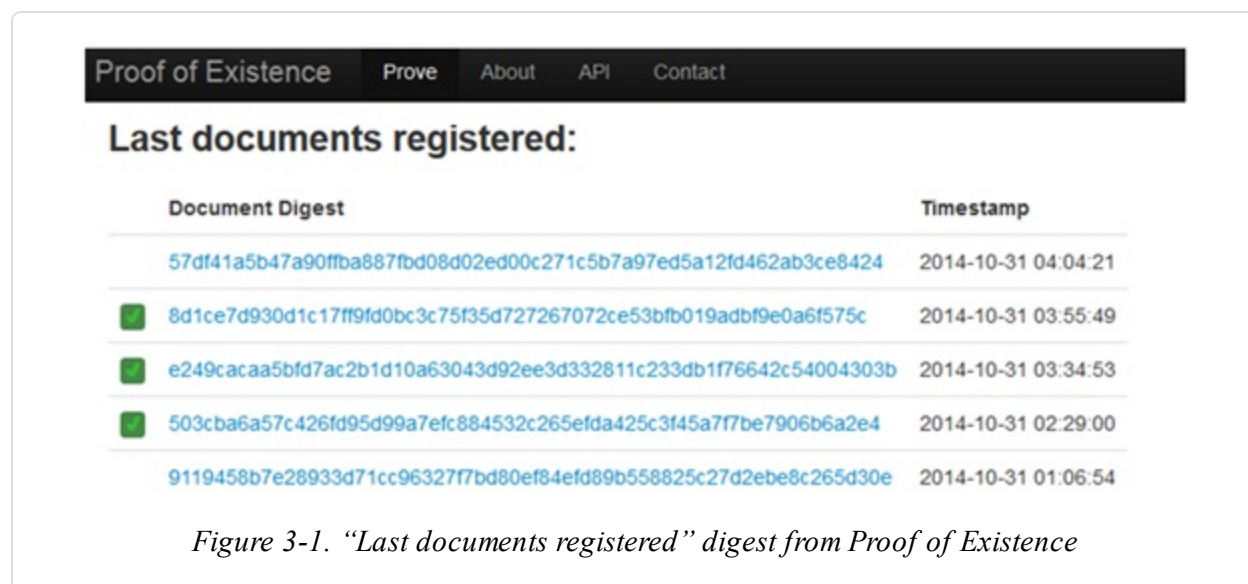 Proof of Existence Prove About API Contact
Last documents registered:
Document Digest Timestamp
57df41a5b47a90ffba887fbd08d02ed00c271c5b7a97ed5a12fd462ab3ce8424 2014-10-31 04:04:21
8d1ce7d930d1c17ff9fd0bc3c75f35d727267072ce53bfb019adbf9e0a6f575c 2014-10-31 03:55:49
e249cacaa5bfd7ac2b1d10a63043d92ee3d332811c233db1f76642c54004303b 2014-10-31 03:34:53
503cba6a57c426fd95d99a7efc884532c265efda425c3f45a7f7be7906b6a2e4 2014-10-31 02:29:00
9119458b7e28933d71cc96327f7bd80ef84efd89b558825c27d2ebe8c265d30e 2014-10-31 01:06:54
Figure 3-1. “Last documents registered” digest from Proof of Existence